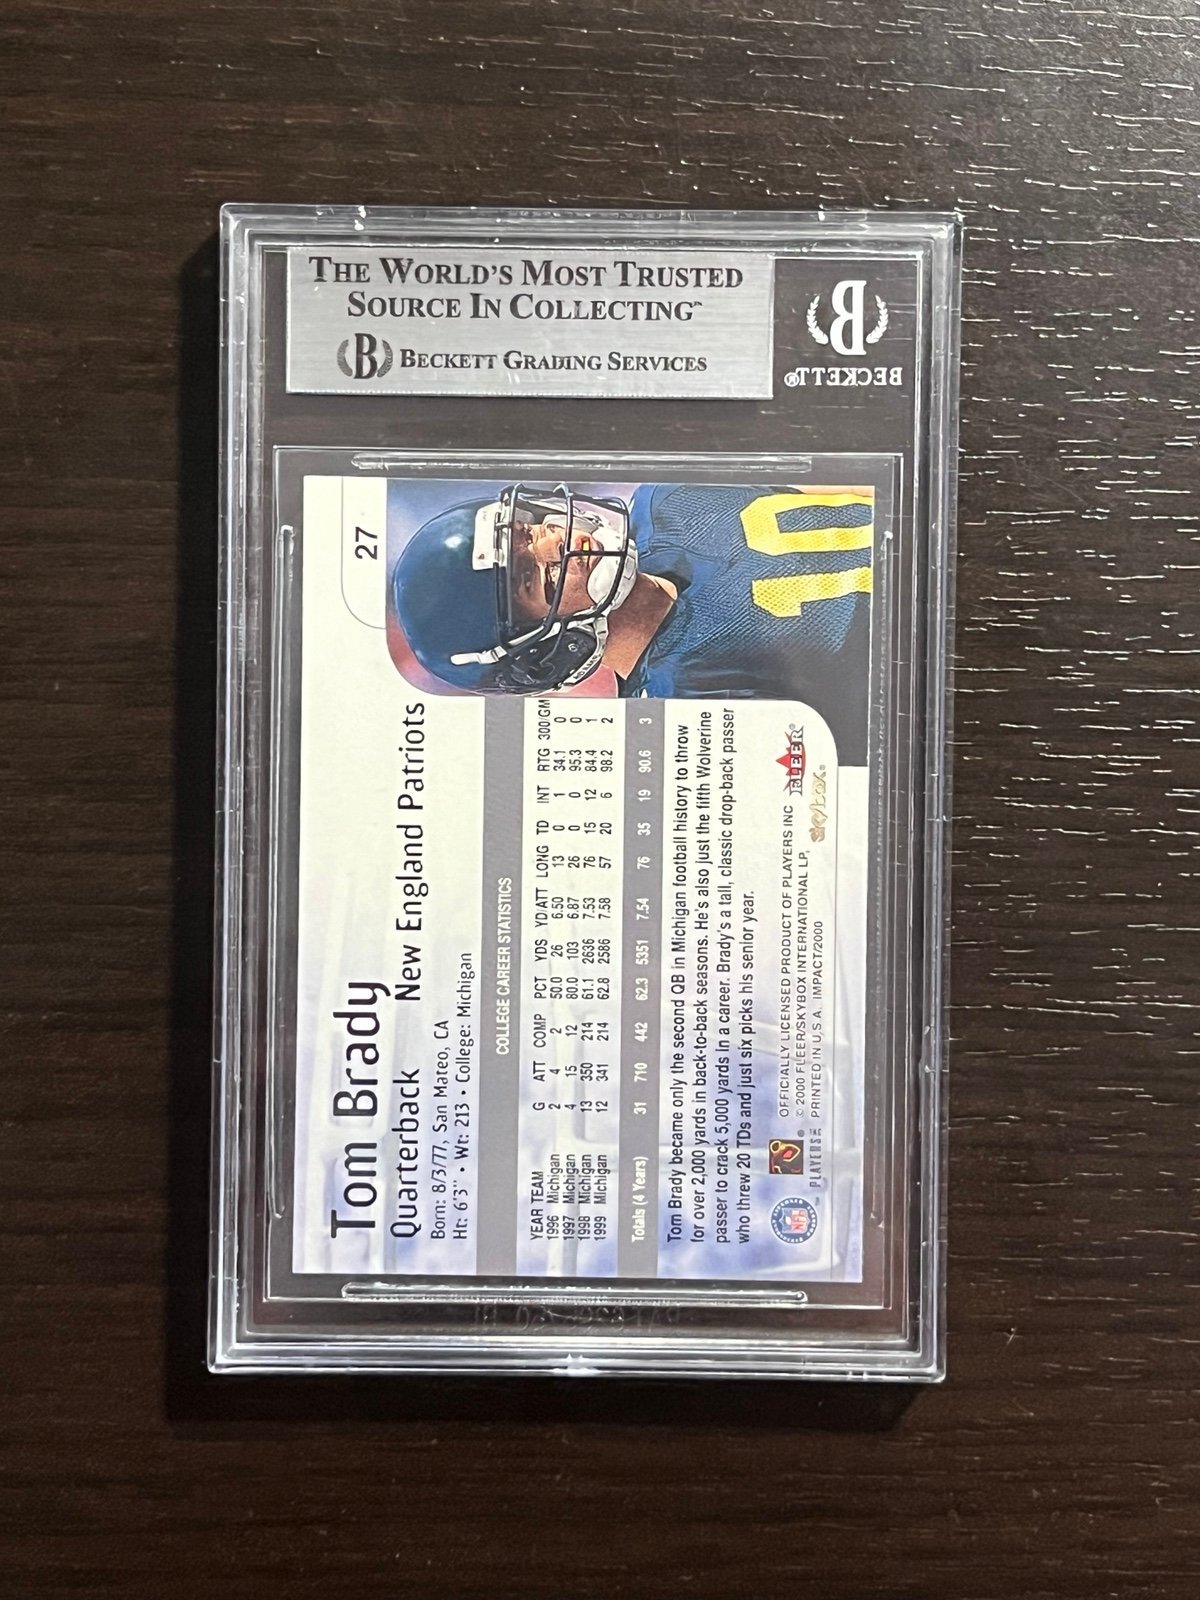 THE WORLD'S MOST TRUSTED
SOURCE IN COLLECTING™
B BECKETT GRADING SERVICES
B
BECKETT®
27
Tom Brady
Quarterback New England Patriots
Born: 8/3/77, San Mateo, CA
Ht: 6'3" • Wt: 213 • College: Michigan
COLLEGE CAREER STATISTICS
YEAR TEAM G ATT COMP PCT YDS YD/ATT LONG TD INT RTG 300/GM
1996 Michigan 2 4 2 50.0 26 6.50 13 0 1 34.1 0
1997 Michigan 4 15 12 80.0 103 6.87 26 0 0 95.3 0
1998 Michigan 13 350 214 61.1 2636 7.53 76 15 12 84.4 1
1999 Michigan 12 341 214 62.8 2586 7.58 57 20 6 98.2 2
Totals (4 Years) 31 710 442 62.3 5351 7.54 76 35 19 90.6 3
Tom Brady became only the second QB in Michigan football history to throw
for over 2,000 yards in back-to-back seasons. He's also just the fifth Wolverine
passer to crack 5,000 yards in a career. Brady's a tall, classic drop-back passer
who threw 20 TDs and just six picks his senior year.
10
NFL
PLAYERS INC
OFFICIALLY LICENSED PRODUCT OF PLAYERS INC
© 2000 FLEER/SKYBOX INTERNATIONAL LP,
PRINTED IN U.S.A. IMPACT/2000
FLEER
skybox